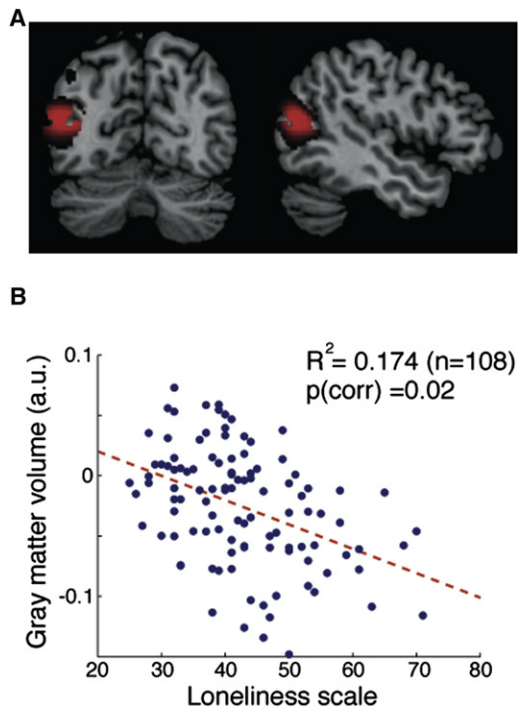 A
B
R²= 0.174 (n=108)
p(corr) =0.02
0.1
0
-0.1
Gray matter volume (a.u.)
20 30 40 50 60 70 80
Loneliness scale